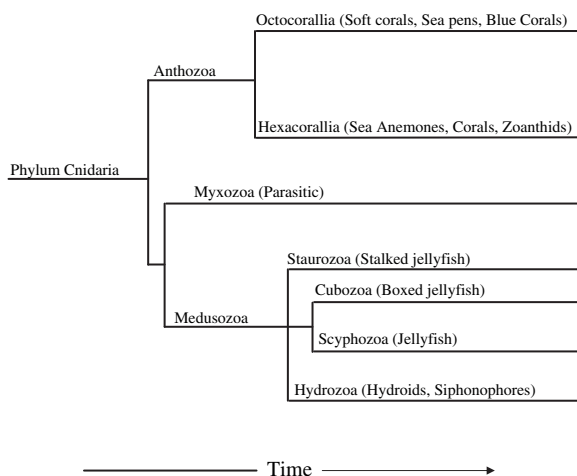 Octocorallia (Soft corals, Sea pens, Blue Corals)
Anthozoa
Hexacorallia (Sea Anemones, Corals, Zoanthids)
Phylum Cnidaria
Myxozoa (Parasitic)
Staurozoa (Stalked jellyfish)
Cubozoa (Boxed jellyfish)
Medusozoa
Scyphozoa (Jellyfish)
Hydrozoa (Hydroids, Siphonophores)
Time